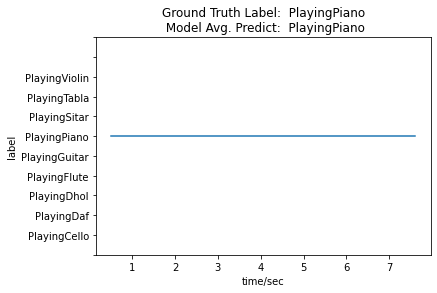 Ground Truth Label:  PlayingPiano
Model Avg. Predict:  PlayingPiano
PlayingViolin
PlayingTabla
PlayingSitar
PlayingPiano
PlayingGuitar
PlayingFlute
PlayingDhol
PlayingDaf
PlayingCello
label
1 2 3 4 5 6 7
time/sec